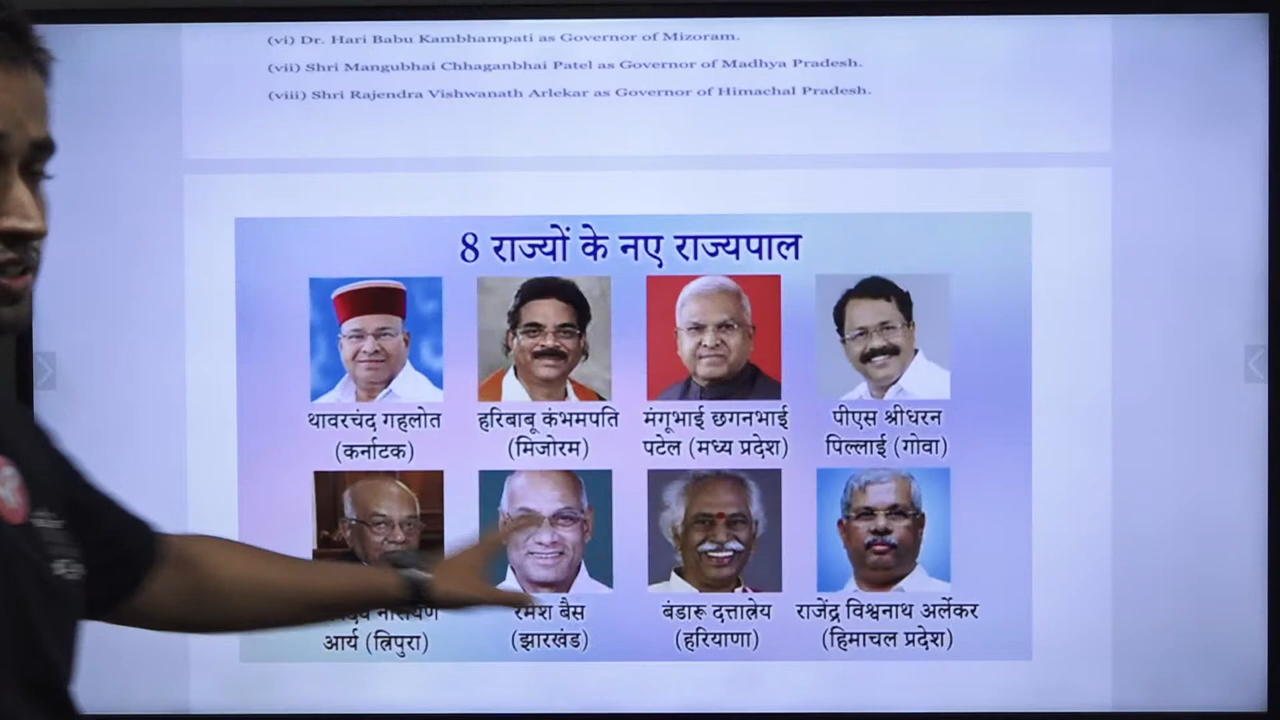 (vi) Dr. Hari Babu Kambhampati as Governor of Mizoram.
(vii) Shri Mangubhai Chhaganbhai Patel as Governor of Madhya Pradesh.
(viii) Shri Rajendra Vishwanath Arlekar as Governor of Himachal Pradesh.
8 राज्यों के नए राज्यपाल
थावरचंद गहलोत
(कर्नाटक)
हरिबाबू कंभमपति
(मिजोरम)
मंगूभाई छगनभाई
पटेल (मध्य प्रदेश)
पीएस श्रीधरन
पिल्लाई (गोवा)
नारायण
आर्य (त्रिपुरा)
रमेश बैस
(झारखंड)
बंडारू दत्तात्रेय
(हरियाणा)
राजेंद्र विश्वनाथ अर्लेकर
(हिमाचल प्रदेश)